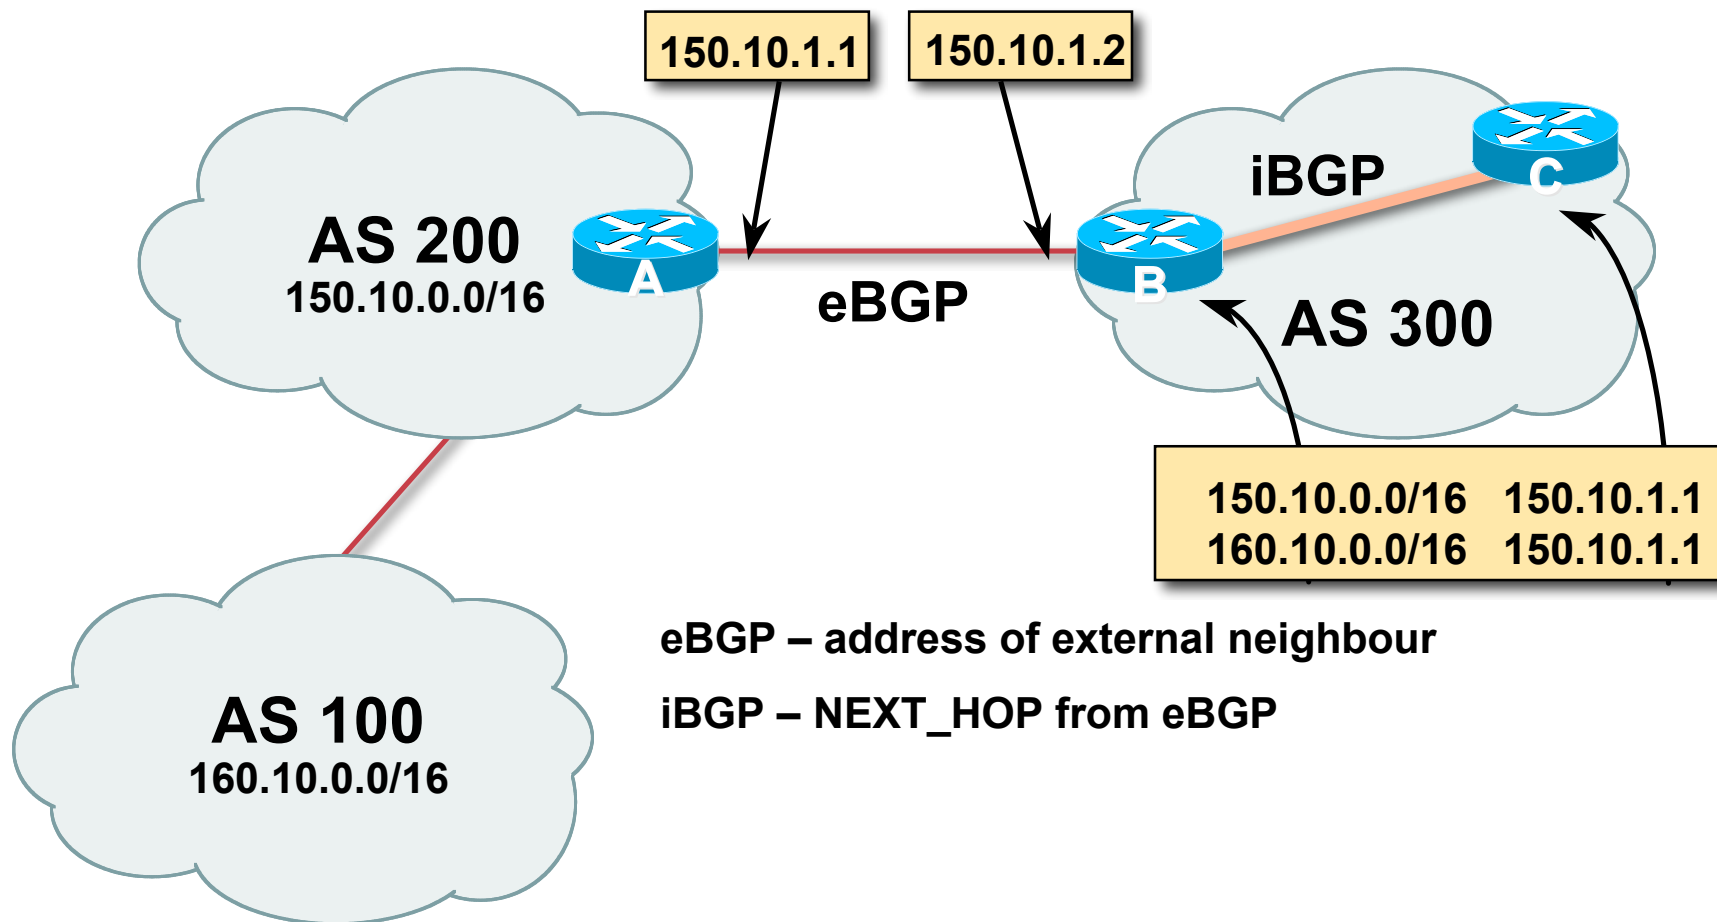 150.10.1.1
150.10.1.2
iBGP
C
AS 200
150.10.0.0/16
A
B
eBGP
AS 300
150.10.0.0/16 150.10.1.1
160.10.0.0/16 150.10.1.1
eBGP – address of external neighbour
iBGP – NEXT_HOP from eBGP
AS 100
160.10.0.0/16